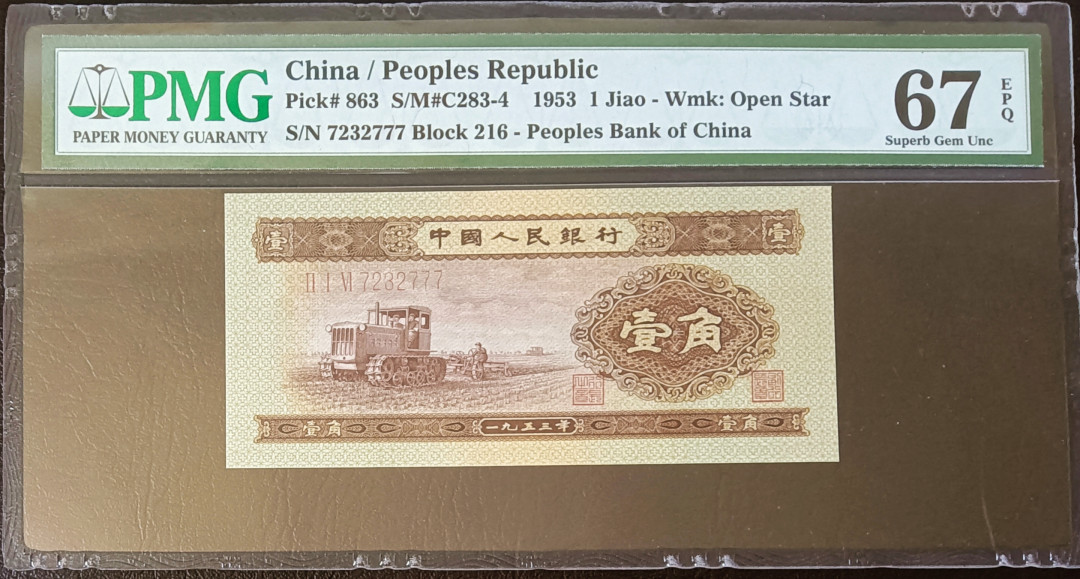 PMG
PAPER MONEY GUARANTY
China / Peoples Republic
Pick# 863 S/M#C283-4 1953 1 Jiao - Wmk: Open Star
S/N 7232777 Block 216 - Peoples Bank of China
67
EPQ
Superb Gem Unc
壹 中國人民銀行 壹
II I VI 7232777
壹角
壹角 一九五三年 壹角